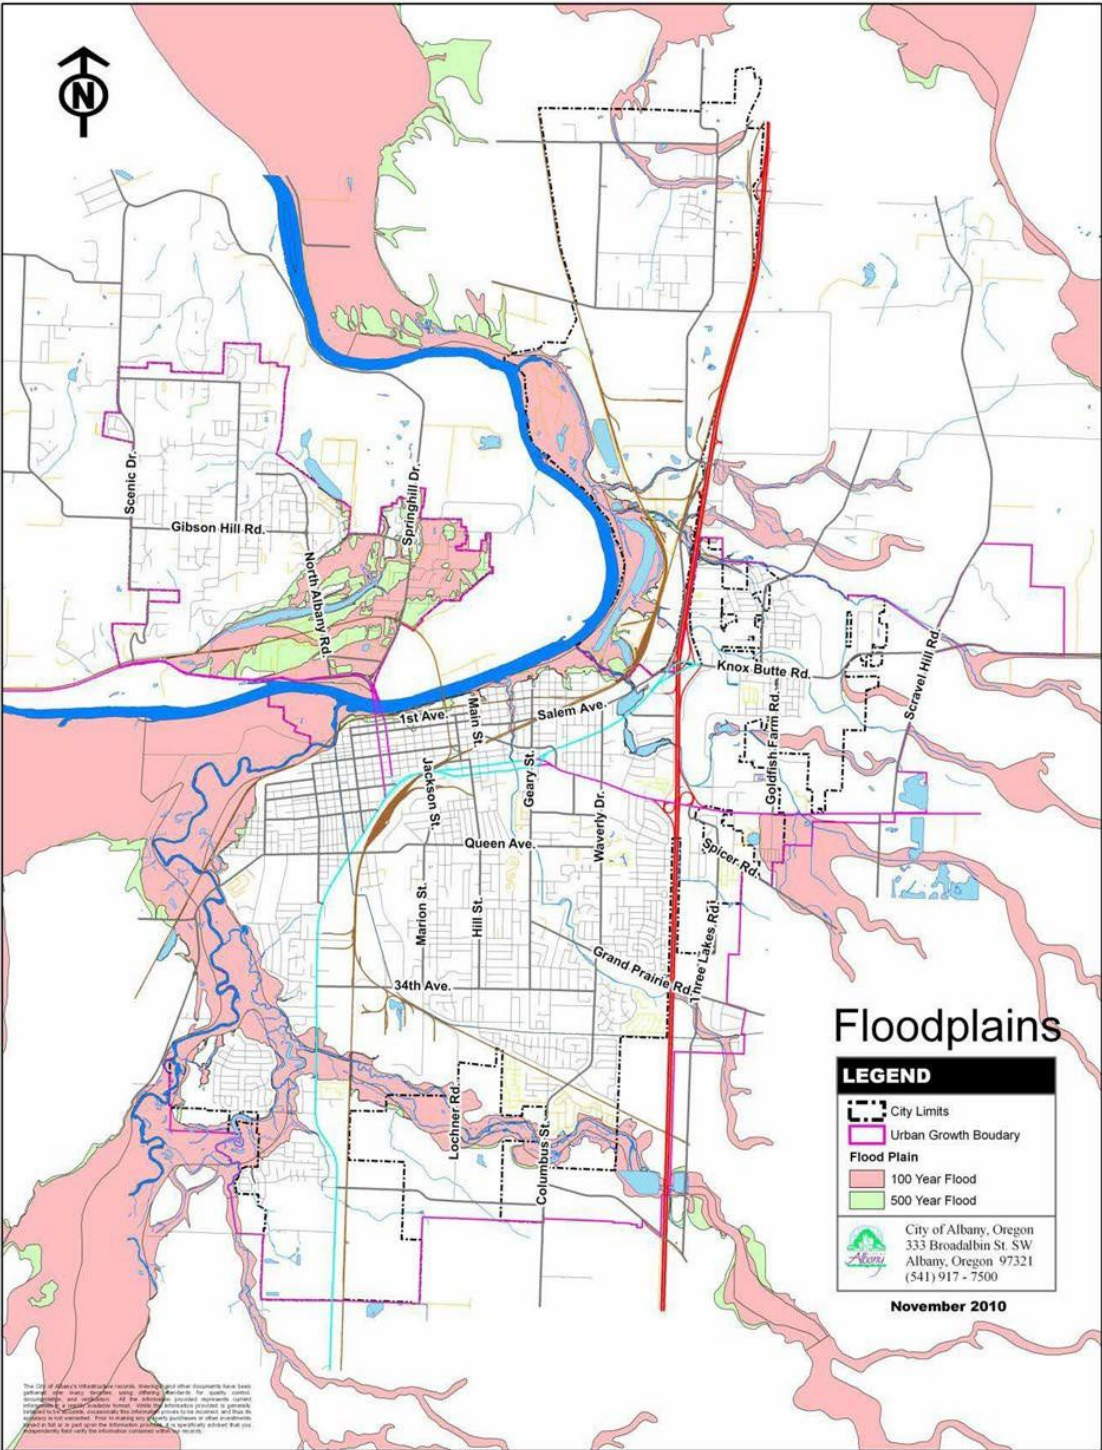 N
Scenic Dr.
Gibson Hill Rd.
North Albany Rd.
Springhill Dr.
Knox Butte Rd.
Scravel Hill Rd.
Goldfish Farm Rd.
1st Ave.
Main St
Salem Ave.
Geary St.
Jackson St.
Waverly Dr.
Queen Ave.
Spicer Rd.
Marion St.
Hill St.
Three Lakes Rd.
Grand Prairie Rd.
34th Ave.
Lochner Rd.
Columbus St.
Floodplains
LEGEND
City Limits
Urban Growth Boudary
Flood Plain
100 Year Flood
500 Year Flood
Albany
City of Albany, Oregon
333 Broadalbin St. SW
Albany, Oregon 97321
(541) 917 - 7500
November 2010